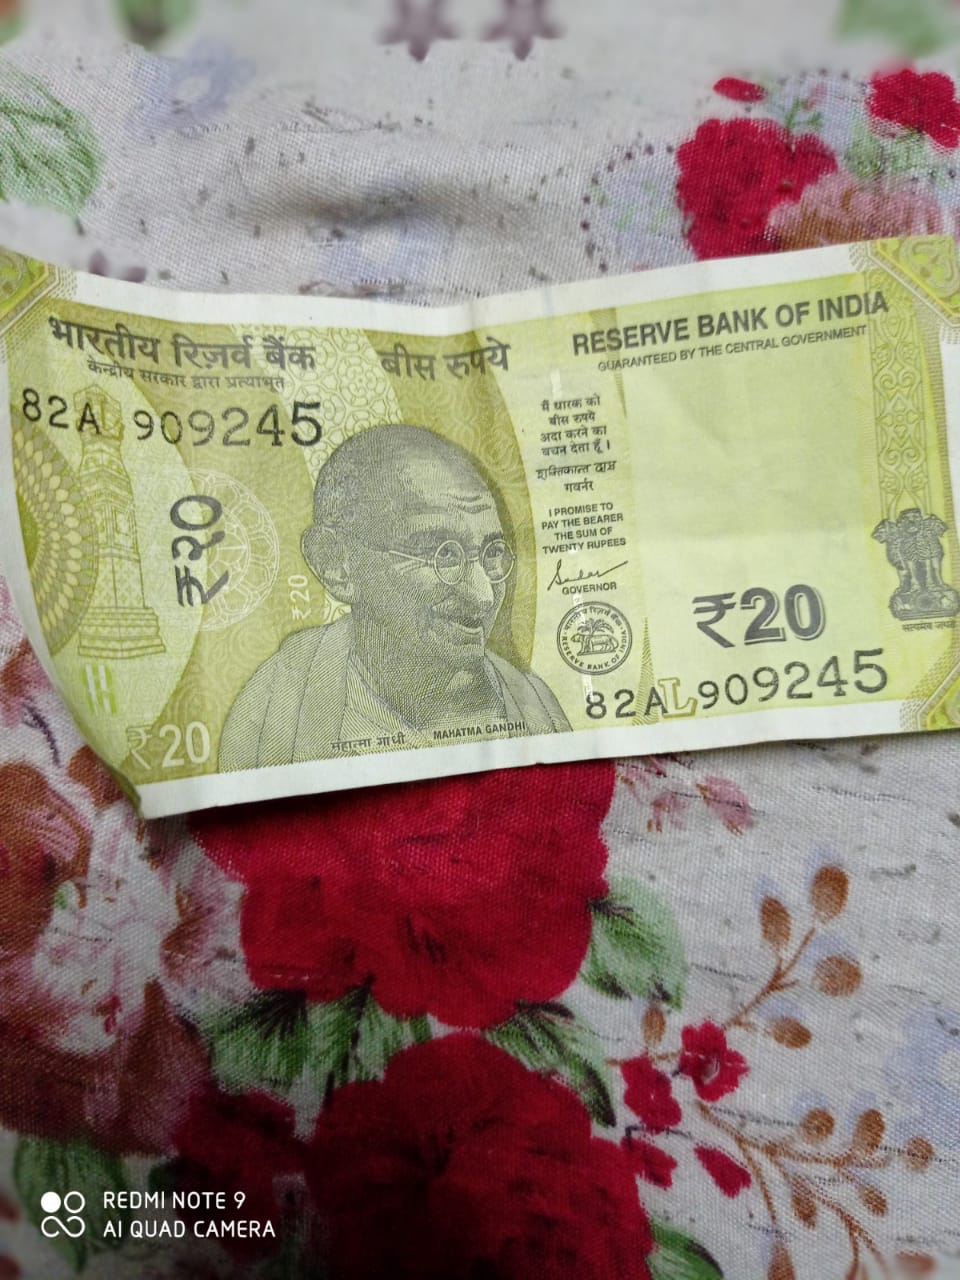 भारतीय रिज़र्व बैंक
केन्द्रीय सरकार द्वारा प्रत्याभूत
बीस रुपये
RESERVE BANK OF INDIA
GUARANTEED BY THE CENTRAL GOVERNMENT
82A 909245
₹२०
₹20
₹20
मैं धारक को
बीस रुपये
अदा करने का
वचन देता हूँ।
शक्तिकान्त दास
गवर्नर
I PROMISE TO
PAY THE BEARER
THE SUM OF
TWENTY RUPEES
GOVERNOR
भारतीय रिज़र्व बैंक
RESERVE BANK OF INDIA
₹20
सत्यमेव जयते
82AL909245
महात्मा गांधी MAHATMA GANDHI
REDMI NOTE 9
AI QUAD CAMERA